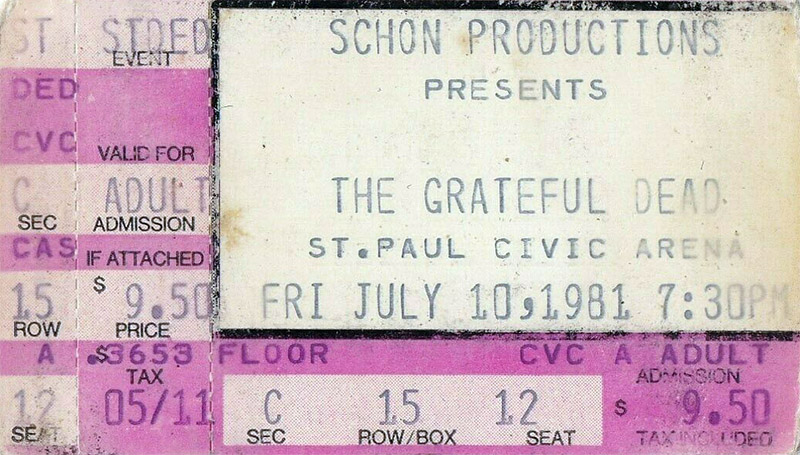 ST STDED
EVENT
DED
CVC
VALID FOR
C ADULT
SEC ADMISSION
CAS IF ATTACHED
$
15 9.50
ROW PRICE
A $.3653
TAX
12 05/11
SEAT
SCHON PRODUCTIONS
PRESENTS
THE GRATEFUL DEAD
ST.PAUL CIVIC ARENA
FRI JULY 10,1981 7:30PM
FLOOR CVC A ADULT
ADMISSION
C 15 12 $ 9.50
SEC ROW/BOX SEAT TAX INCLUDED